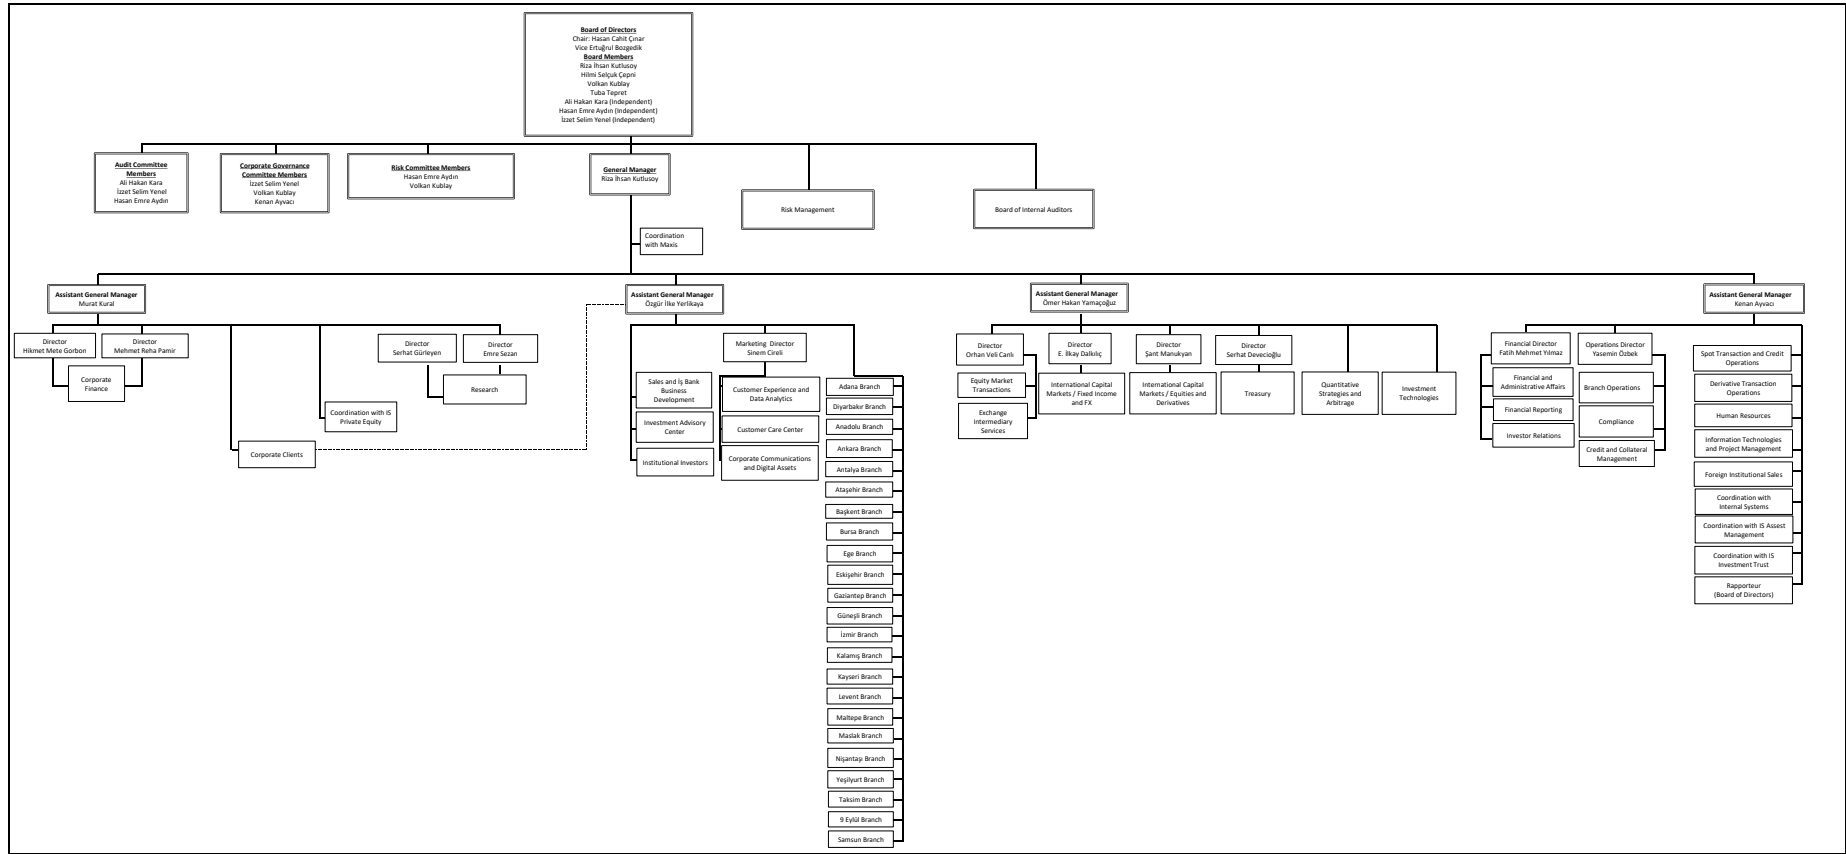 Board of Directors
Chair: Hasan Cahit Çınar
Vice Ertuğrul Bozgedik
Board Members
Riza İhsan Kutlusoy
Hilmi Selçuk Çepni
Volkan Kublay
Tuba Tepret
Ali Hakan Kara (Independent)
Hasan Emre Aydın (Independent)
İzzet Selim Yenel (Independent)
Audit Committee
Members
Ali Hakan Kara
İzzet Selim Yenel
Hasan Emre Aydın
Corporate Governance
Committee Members
İzzet Selim Yenel
Volkan Kublay
Kenan Ayvacı
Risk Committee Members
Hasan Emre Aydın
Volkan Kublay
General Manager
Riza İhsan Kutlusoy
Risk Management
Board of Internal Auditors
Coordination
with Maxis
Assistant General Manager
Murat Kural
Assistant General Manager
Özgür İlke Yerlikaya
Assistant General Manager
Ömer Hakan Yamaçoğuz
Assistant General Manager
Kenan Ayvacı
Director
Hikmet Mete Gorbon
Director
Mehmet Reha Pamir
Corporate
Finance
Director
Serhat Gürleyen
Director
Emre Sezan
Research
Coordination with IS
Private Equity
Corporate Clients
Marketing Director
Sinem Cireli
Sales and İş Bank
Business
Development
Investment Advisory
Center
Institutional Investors
Customer Experience and
Data Analytics
Customer Care Center
Corporate Communications
and Digital Assets
Adana Branch
Diyarbakır Branch
Anadolu Branch
Ankara Branch
Antalya Branch
Ataşehir Branch
Başkent Branch
Bursa Branch
Ege Branch
Eskişehir Branch
Gaziantep Branch
Güneşli Branch
İzmir Branch
Kalamış Branch
Kayseri Branch
Levent Branch
Maltepe Branch
Maslak Branch
Nişantaşı Branch
Yeşilyurt Branch
Taksim Branch
9 Eylül Branch
Samsun Branch
Director
Orhan Veli Canlı
Equity Market
Transactions
Exchange
Intermediary
Services
Director
E. İlkay Dalkılıç
International Capital
Markets / Fixed Income
and FX
Director
Şant Manukyan
International Capital
Markets / Equities and
Derivatives
Director
Serhat Devecioğlu
Treasury
Quantitative
Strategies and
Arbitrage
Investment
Technologies
Financial Director
Fatih Mehmet Yılmaz
Financial and
Administrative Affairs
Financial Reporting
Investor Relations
Operations Director
Yasemin Özbek
Branch Operations
Compliance
Credit and Collateral
Management
Spot Transaction and Credit
Operations
Derivative Transaction
Operations
Human Resources
Information Technologies
and Project Management
Foreign Institutional Sales
Coordination with
Internal Systems
Coordination with IS Assest
Management
Coordination with IS
Investment Trust
Rapporteur
(Board of Directors)